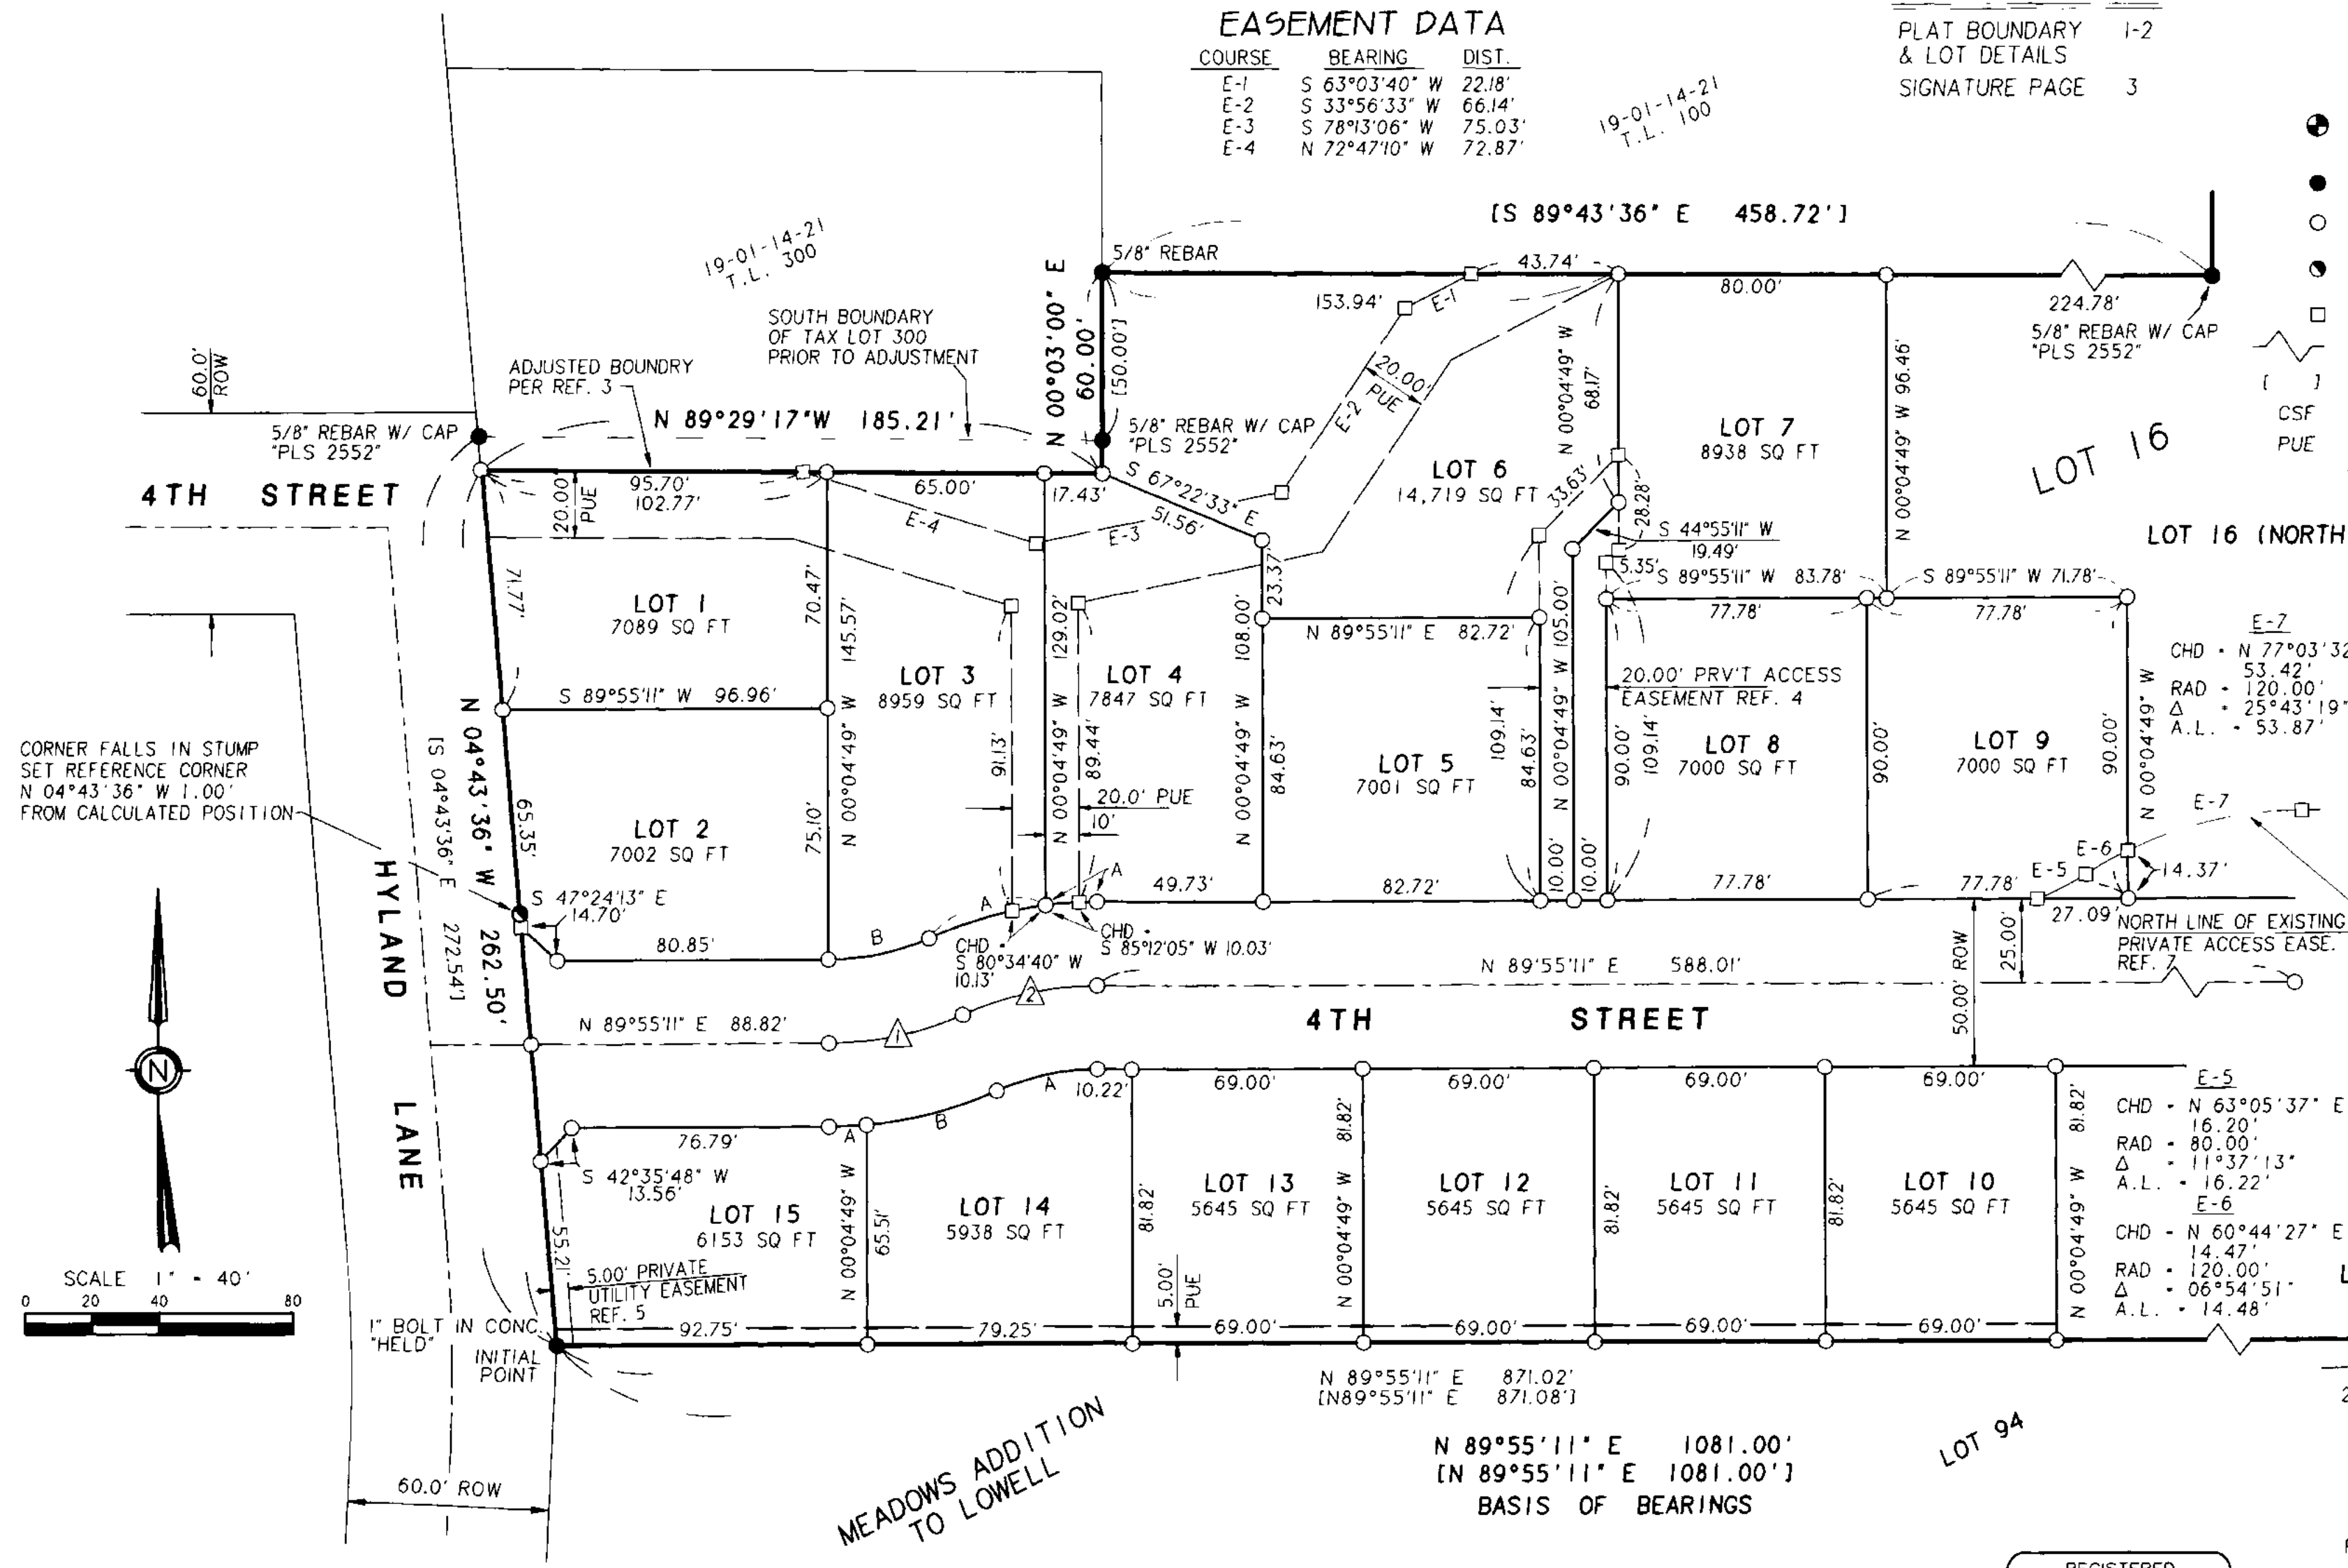 EASEMENT DATA
COURSE BEARING DIST.
E-1 S 63°03'40" W 22.18'
E-2 S 33°56'33" W 66.14'
E-3 S 78°13'06" W 75.03'
E-4 N 72°47'10" W 72.87'
PLAT BOUNDARY 1-2
& LOT DETAILS
SIGNATURE PAGE 3
19-01-14-21
T.L. 100
[S 89°43'36" E 458.72']
19-01-14-21
T.L. 300
5/8" REBAR
43.74'
153.94'
E-1
80.00'
224.78'
5/8" REBAR W/ CAP
"PLS 2552"
[ ]
CSF
PUE
SOUTH BOUNDARY
OF TAX LOT 300
PRIOR TO ADJUSTMENT
ADJUSTED BOUNDRY
PER REF. 3
60.0'
ROW
N 00°03'00" E
60.00'
[50.00']
N 89°29'17"W 185.21'
5/8" REBAR W/ CAP
"PLS 2552"
5/8" REBAR W/ CAP
"PLS 2552"
20.00'
PUE
E-2
N 00°04'49" W
68.17'
LOT 7
8938 SQ FT
N 00°04'49" W 96.46'
LOT 16
LOT 16 (NORTH
4TH STREET
20.00'
PUE
95.70'
102.77'
65.00'
17.43'
S 67°22'33" E
51.56'
E-4
E-3
LOT 6
14,719 SQ FT
33.63'
28.28'
S 44°55'11" W
19.49'
5.35'
S 89°55'11" W 83.78'
S 89°55'11" W 71.78'
77.78'
77.78'
71.77'
LOT 1
7089 SQ FT
70.47'
145.57'
129.02'
108.00'
23.37'
N 89°55'11" E 82.72'
S 89°55'11" W 96.96'
LOT 3
8959 SQ FT
LOT 4
7847 SQ FT
20.00' PRV'T ACCESS
EASEMENT REF. 4
E-7
CHD = N 77°03'32
53.42'
RAD = 120.00'
Δ = 25°43'19"
A.L. = 53.87'
CORNER FALLS IN STUMP
SET REFERENCE CORNER
N 04°43'36" W 1.00'
FROM CALCULATED POSITION
N 04°43'36" W 262.50'
[S 04°43'36" E 272.54']
65.35'
LOT 2
7002 SQ FT
75.10'
N 00°04'49" W
91.31'
N 00°04'49" W
89.44'
20.0' PUE
10'
N 00°04'49" W
84.63'
LOT 5
7001 SQ FT
109.14'
84.63'
N 00°04'49" W 105.00'
90.00'
109.14'
LOT 8
7000 SQ FT
90.00'
LOT 9
7000 SQ FT
90.00'
N 00°04'49" W
E-7
E-6
E-5
14.37'
S 47°24'13" E
14.70'
80.85'
B
A
A
49.73'
82.72'
10.00'
10.00'
77.78'
77.78'
27.09'
CHD =
S 80°34'40" W
10.13'
CHD =
S 85°12'05" W 10.03'
NORTH LINE OF EXISTING
PRIVATE ACCESS EASE.
REF. 7
N 89°55'11" E 588.01'
50.00' ROW
25.00'
N 89°55'11" E 88.82'
1
2
4TH STREET
HYLAND LANE
N
76.79'
A
B
A
10.22'
69.00'
69.00'
69.00'
69.00'
S 42°35'48" W
13.56'
LOT 15
6153 SQ FT
N 00°04'49" W
65.51'
LOT 14
5938 SQ FT
81.82'
LOT 13
5645 SQ FT
N 00°04'49" W 81.82'
LOT 12
5645 SQ FT
81.82'
LOT 11
5645 SQ FT
81.82'
LOT 10
5645 SQ FT
N 00°04'49" W 81.82'
E-5
CHD = N 63°05'37" E
16.20'
RAD = 80.00'
Δ = 11°37'13"
A.L. = 16.22'
E-6
CHD = N 60°44'27" E
14.47'
RAD = 120.00'
Δ = 06°54'51"
A.L. = 14.48'
55.21'
5.00' PRIVATE
UTILITY EASEMENT
REF. 5
5.00'
PUE
SCALE 1" = 40'
0 20 40 80
1" BOLT IN CONC.
"HELD"
INITIAL
POINT
92.75'
79.25'
69.00'
69.00'
69.00'
69.00'
N 89°55'11" E 871.02'
[N89°55'11" E 871.08']
N 89°55'11" E 1081.00'
[N 89°55'11" E 1081.00']
BASIS OF BEARINGS
MEADOWS ADDITION
TO LOWELL
LOT 94
60.0' ROW
REGISTERED